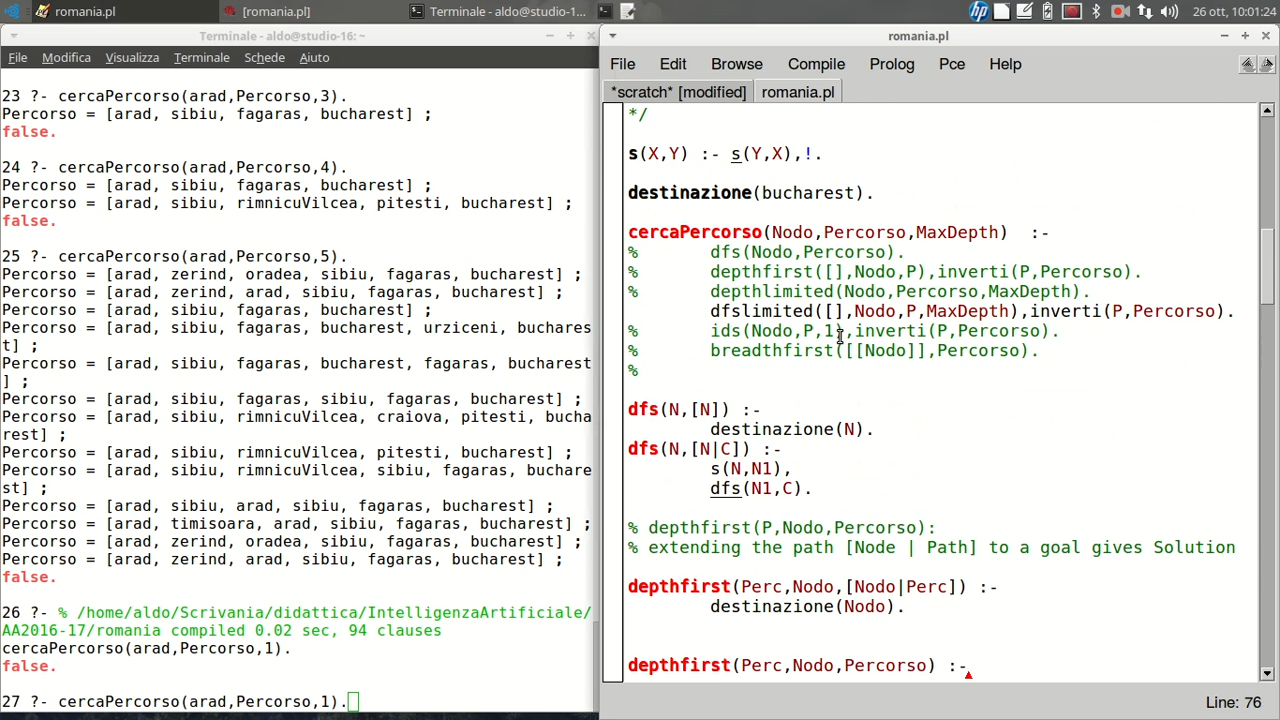 romania.pl
[romania.pl]
Terminale - aldo@studio-1...
26 ott, 10:01:24
Terminale - aldo@studio-16: ~
File Modifica Visualizza Terminale Schede Aiuto
23 ?- cercaPercorso(arad,Percorso,3).
Percorso = [arad, sibiu, fagaras, bucharest] ;
false.
24 ?- cercaPercorso(arad,Percorso,4).
Percorso = [arad, sibiu, fagaras, bucharest] ;
Percorso = [arad, sibiu, rimnicuVilcea, pitesti, bucharest] ;
false.
25 ?- cercaPercorso(arad,Percorso,5).
Percorso = [arad, zerind, oradea, sibiu, fagaras, bucharest] ;
Percorso = [arad, zerind, arad, sibiu, fagaras, bucharest] ;
Percorso = [arad, sibiu, fagaras, bucharest] ;
Percorso = [arad, sibiu, fagaras, bucharest, urziceni, buchares
t] ;
Percorso = [arad, sibiu, fagaras, bucharest, fagaras, bucharest
] ;
Percorso = [arad, sibiu, fagaras, sibiu, fagaras, bucharest] ;
Percorso = [arad, sibiu, rimnicuVilcea, craiova, pitesti, bucha
rest] ;
Percorso = [arad, sibiu, rimnicuVilcea, pitesti, bucharest] ;
Percorso = [arad, sibiu, rimnicuVilcea, sibiu, fagaras, buchare
st] ;
Percorso = [arad, sibiu, arad, sibiu, fagaras, bucharest] ;
Percorso = [arad, timisoara, arad, sibiu, fagaras, bucharest] ;
Percorso = [arad, zerind, oradea, sibiu, fagaras, bucharest] ;
Percorso = [arad, zerind, arad, sibiu, fagaras, bucharest] ;
false.
26 ?- % /home/aldo/Scrivania/didattica/IntelligenzaArtificiale/
AA2016-17/romania compiled 0.02 sec, 94 clauses
cercaPercorso(arad,Percorso,1).
false.
27 ?- cercaPercorso(arad,Percorso,1).
romania.pl
File Edit Browse Compile Prolog Pce Help
*scratch* [modified] romania.pl
*/
s(X,Y) :- s(Y,X),!.
destinazione(bucharest).
cercaPercorso(Nodo,Percorso,MaxDepth) :-
% dfs(Nodo,Percorso).
% depthfirst([],Nodo,P),inverti(P,Percorso).
% depthlimited(Nodo,Percorso,MaxDepth).
dfslimited([],Nodo,P,MaxDepth),inverti(P,Percorso).
% ids(Nodo,P,1),inverti(P,Percorso).
% breadthfirst([[Nodo]],Percorso).
%
dfs(N,[N]) :-
destinazione(N).
dfs(N,[N|C]) :-
s(N,N1),
dfs(N1,C).
% depthfirst(P,Nodo,Percorso):
% extending the path [Node | Path] to a goal gives Solution
depthfirst(Perc,Nodo,[Nodo|Perc]) :-
destinazione(Nodo).
depthfirst(Perc,Nodo,Percorso) :-
Line: 76